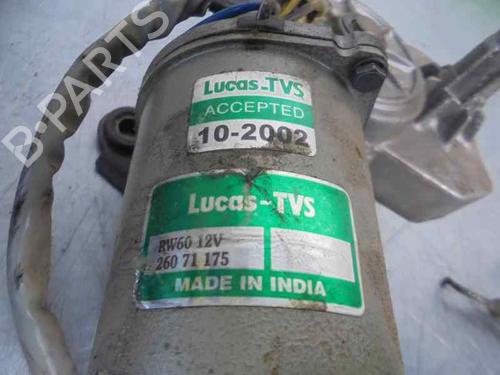 B-PARTS
Lucas-TVS
ACCEPTED
10-2002
Lucas-TVS
RW60 12V
260 71 175
MADE IN INDIA